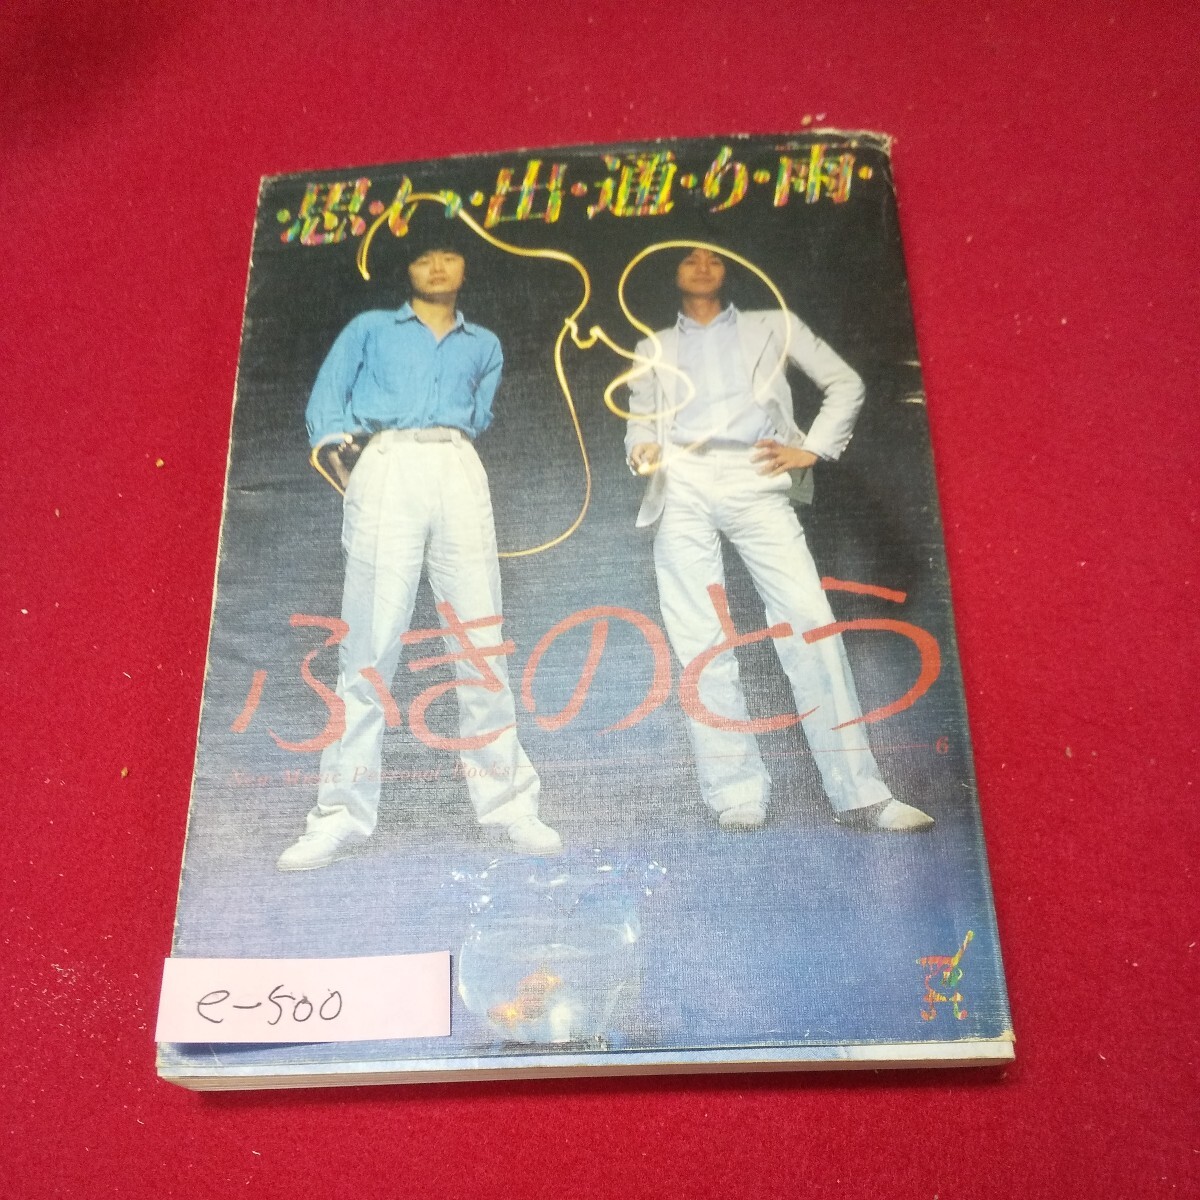 ・思・い・出・通・り・雨・
ふきのとう
New Music Personal Books 6
e-500